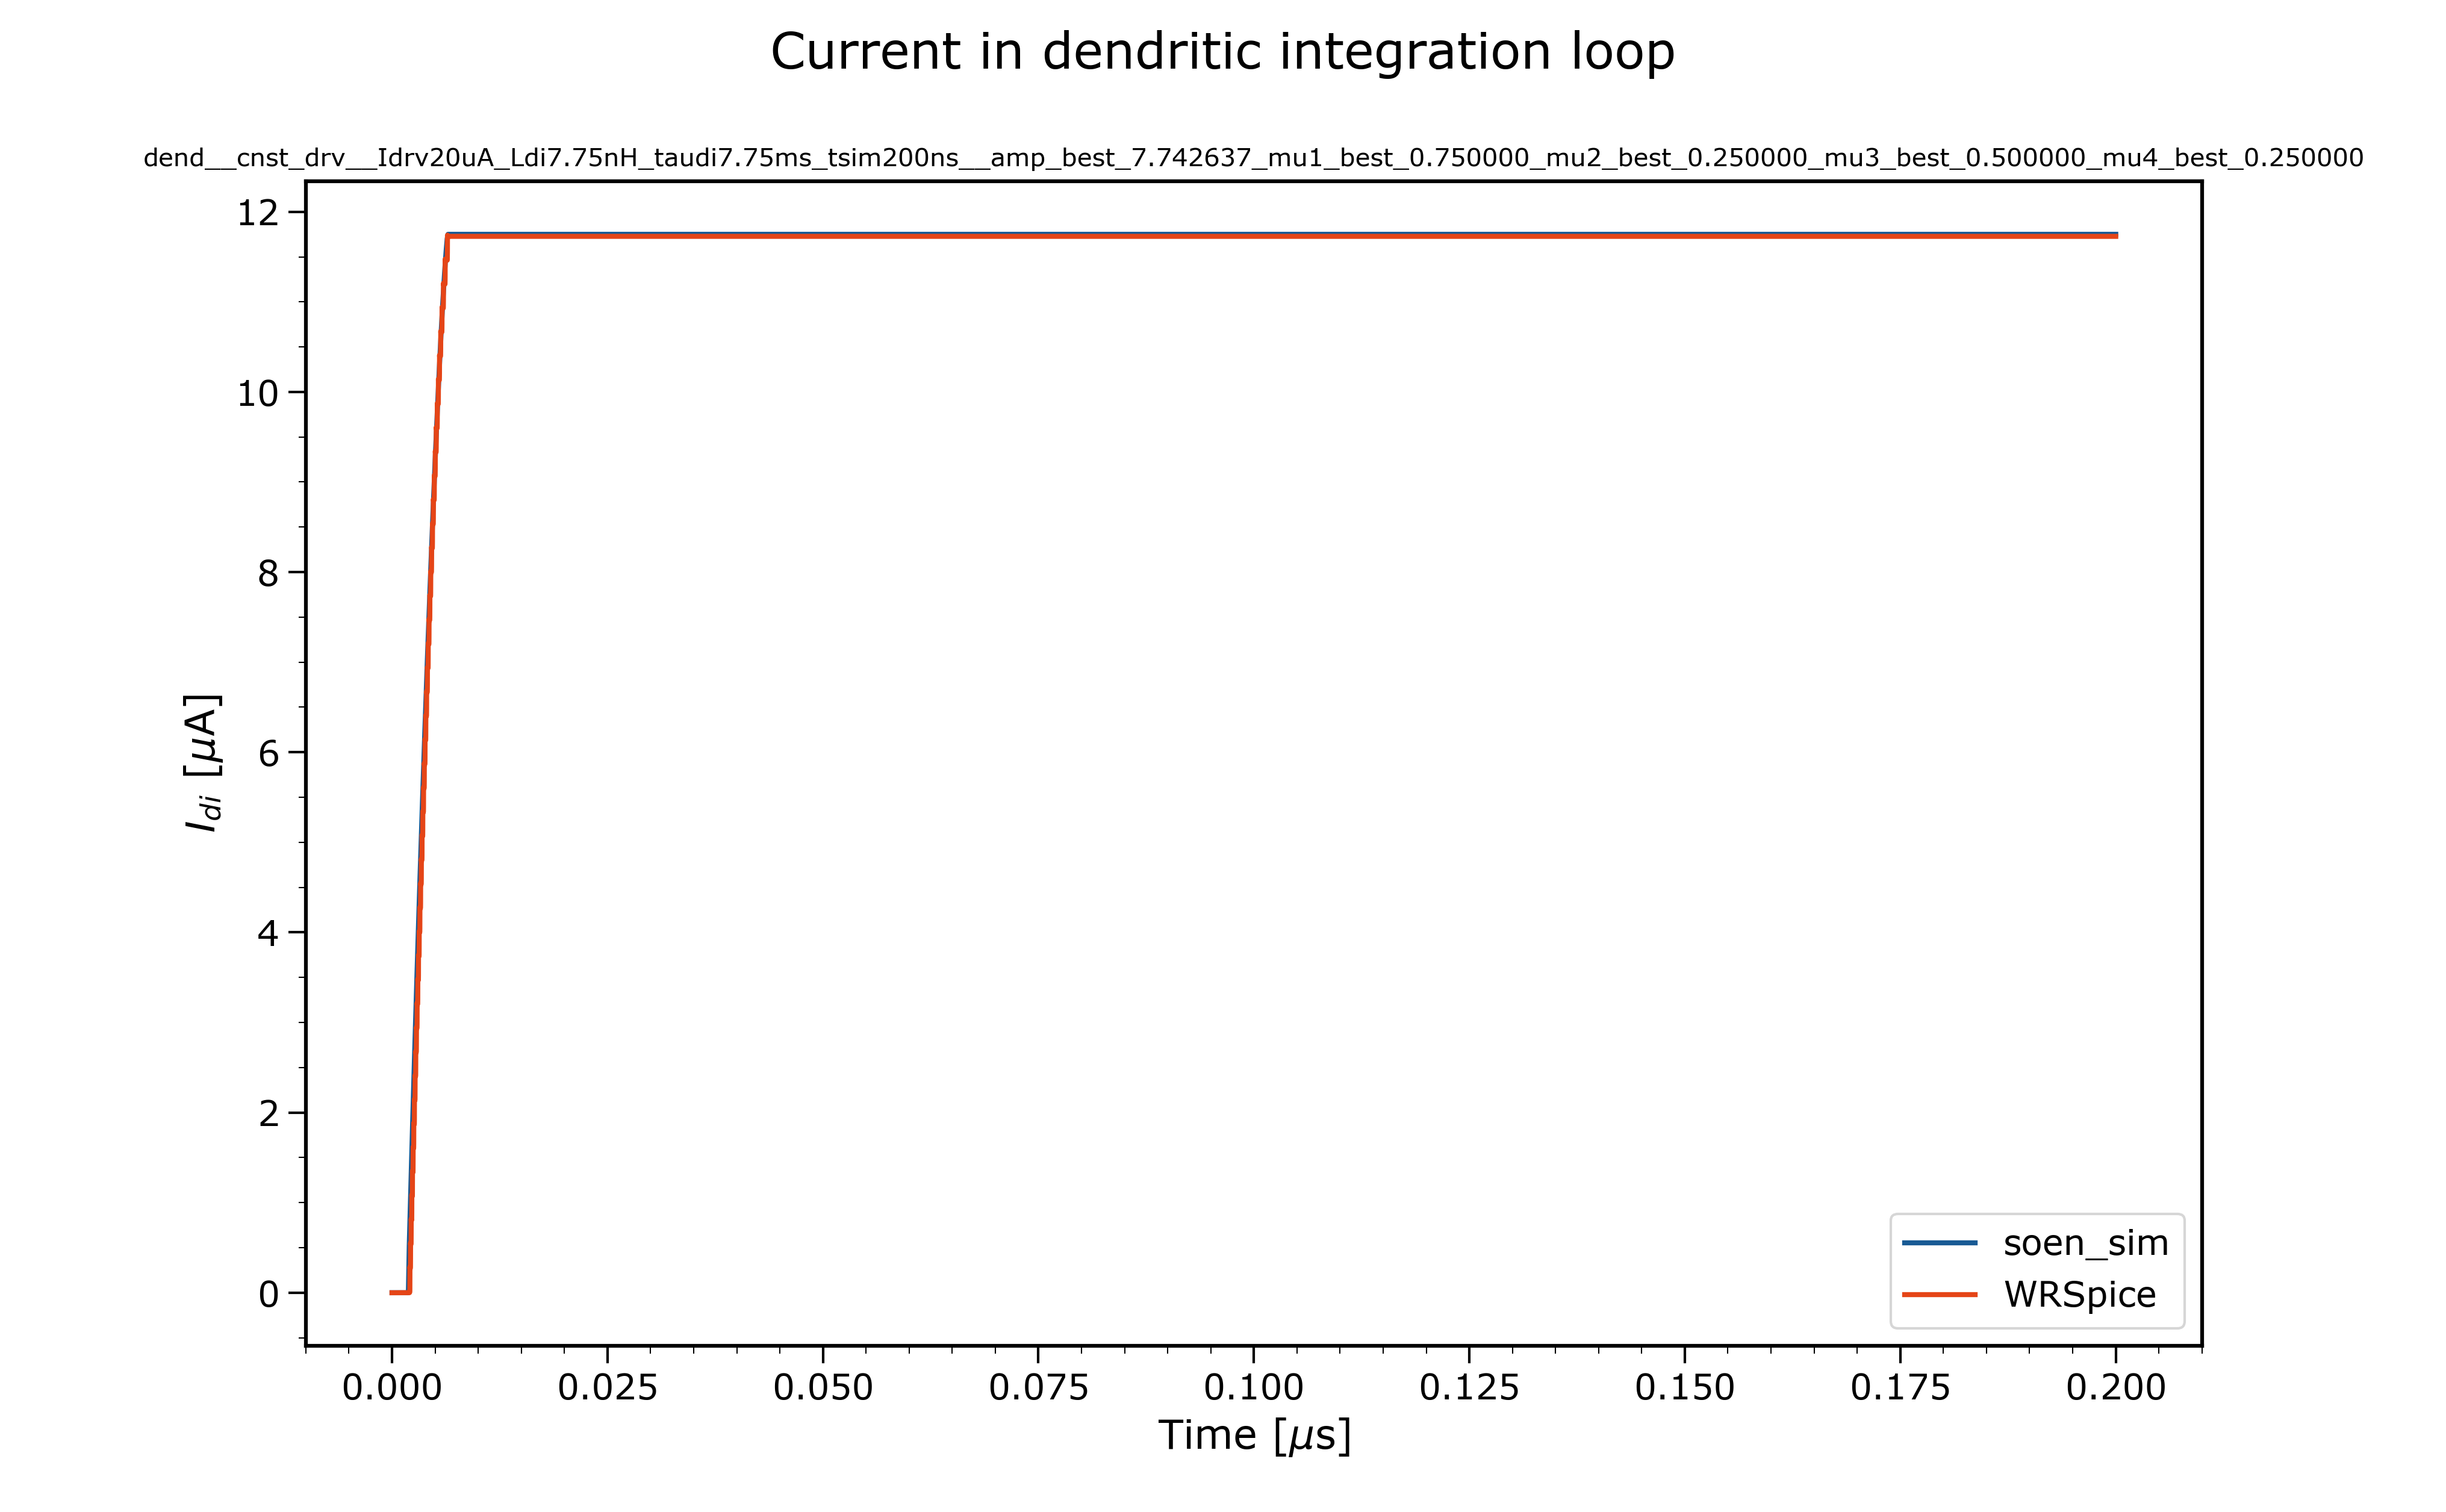 Current in dendritic integration loop
dend__cnst_drv__Idrv20uA_Ldi7.75nH_taudi7.75ms_tsim200ns__amp_best_7.742637_mu1_best_0.750000_mu2_best_0.250000_mu3_best_0.500000_mu4_best_0.250000
12
10
8
6
4
2
0
I_di [μA]
0.000 0.025 0.050 0.075 0.100 0.125 0.150 0.175 0.200
Time [μs]
soen_sim
WRSpice